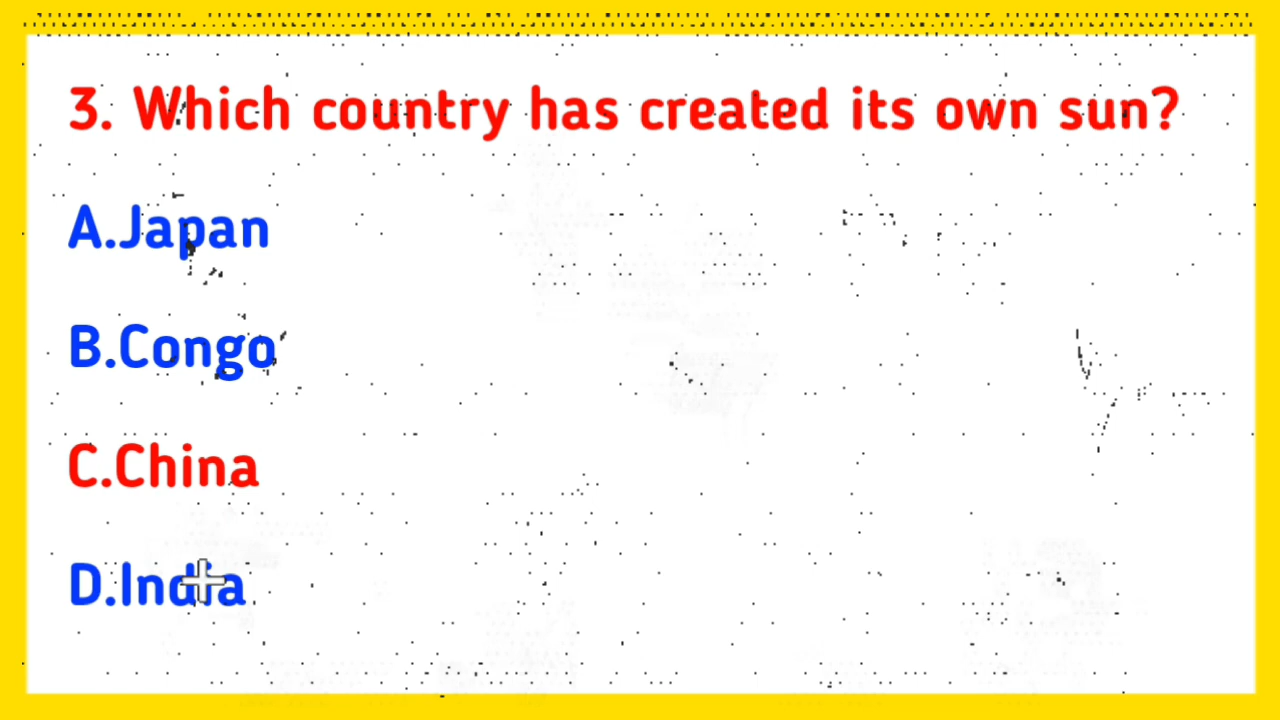 3. Which country has created its own sun?
A.Japan
B.Congo
C.China
D.India